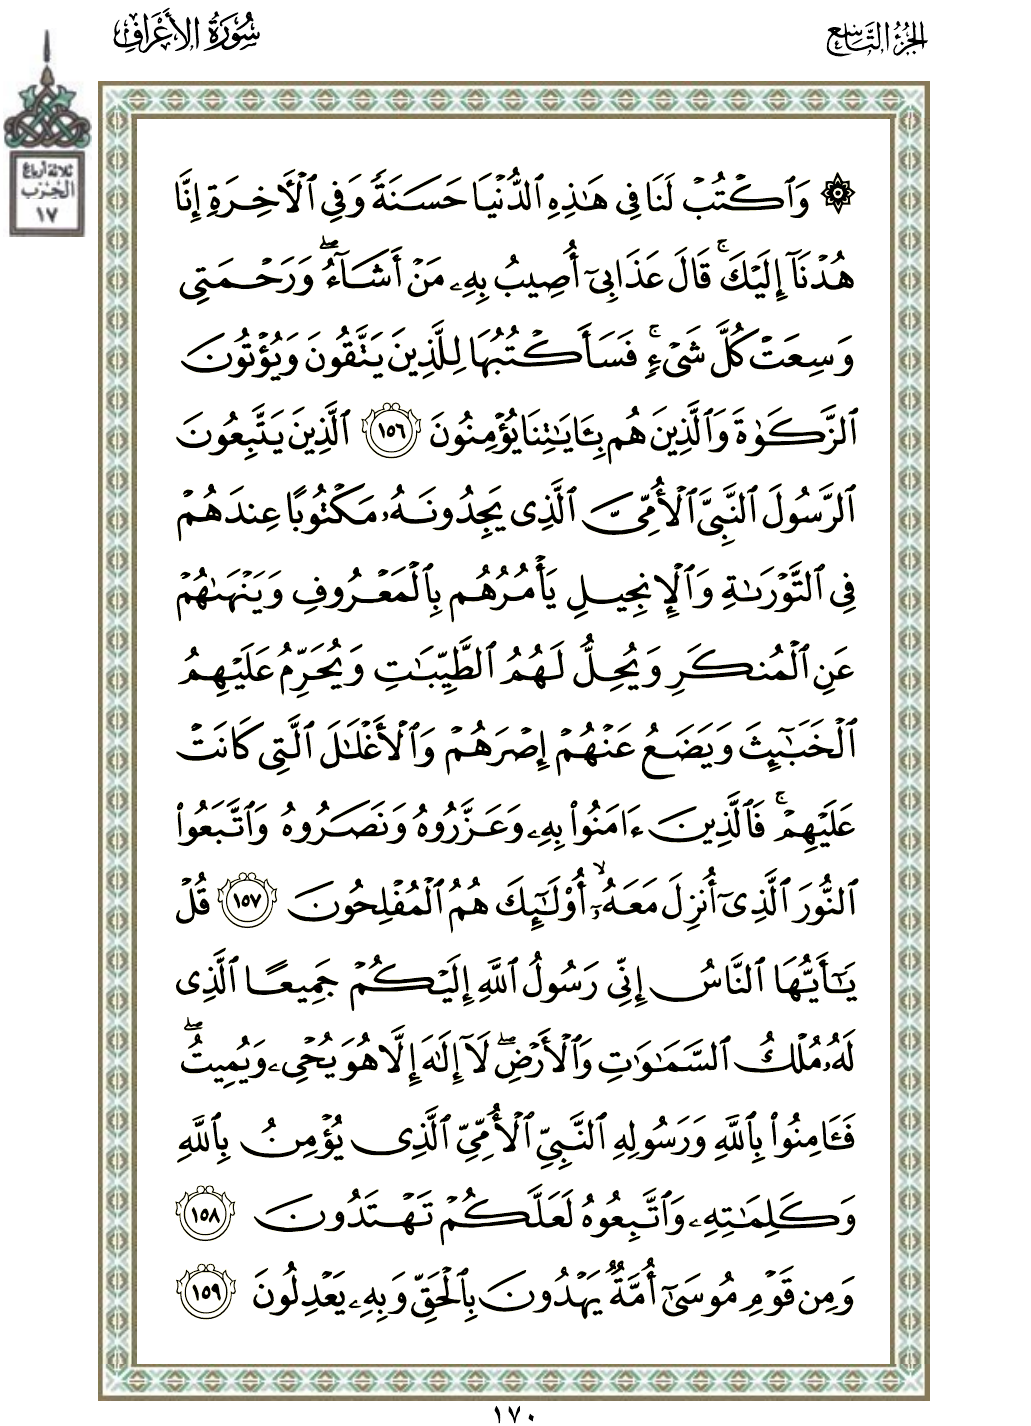 الجزء التاسع
سُورَةُ الأَعْرَافِ
ثلاثة أرباع
الحزب
١٧
۞ وَٱكۡتُبۡ لَنَا فِي هَٰذِهِ ٱلدُّنۡيَا حَسَنَةٗ وَفِي ٱلۡأٓخِرَةِ إِنَّا
هُدۡنَآ إِلَيۡكَۚ قَالَ عَذَابِيٓ أُصِيبُ بِهِۦ مَنۡ أَشَآءُۖ وَرَحۡمَتِي
وَسِعَتۡ كُلَّ شَيۡءٖۚ فَسَأَكۡتُبُهَا لِلَّذِينَ يَتَّقُونَ وَيُؤۡتُونَ
ٱلزَّكَوٰةَ وَٱلَّذِينَ هُم بِـَٔايَٰتِنَا يُؤۡمِنُونَ ١٥٦ ٱلَّذِينَ يَتَّبِعُونَ
ٱلرَّسُولَ ٱلنَّبِيَّ ٱلۡأُمِّيَّ ٱلَّذِي يَجِدُونَهُۥ مَكۡتُوبًا عِندَهُمۡ
فِي ٱلتَّوۡرَىٰةِ وَٱلۡإِنجِيلِ يَأۡمُرُهُم بِٱلۡمَعۡرُوفِ وَيَنۡهَىٰهُمۡ
عَنِ ٱلۡمُنكَرِ وَيُحِلُّ لَهُمُ ٱلطَّيِّبَٰتِ وَيُحَرِّمُ عَلَيۡهِمُ
ٱلۡخَبَٰٓئِثَ وَيَضَعُ عَنۡهُمۡ إِصۡرَهُمۡ وَٱلۡأَغۡلَٰلَ ٱلَّتِي كَانَتۡ
عَلَيۡهِمۡۚ فَٱلَّذِينَ ءَامَنُواْ بِهِۦ وَعَزَّرُوهُ وَنَصَرُوهُ وَٱتَّبَعُواْ
ٱلنُّورَ ٱلَّذِيٓ أُنزِلَ مَعَهُۥٓۙ أُوْلَٰٓئِكَ هُمُ ٱلۡمُفۡلِحُونَ ١٥٧ قُلۡ
يَٰٓأَيُّهَا ٱلنَّاسُ إِنِّي رَسُولُ ٱللَّهِ إِلَيۡكُمۡ جَمِيعًا ٱلَّذِي
لَهُۥ مُلۡكُ ٱلسَّمَٰوَٰتِ وَٱلۡأَرۡضِۖ لَآ إِلَٰهَ إِلَّا هُوَ يُحۡيِۦ وَيُمِيتُۖ
فَـَٔامِنُواْ بِٱللَّهِ وَرَسُولِهِ ٱلنَّبِيِّ ٱلۡأُمِّيِّ ٱلَّذِي يُؤۡمِنُ بِٱللَّهِ
وَكَلِمَٰتِهِۦ وَٱتَّبِعُوهُ لَعَلَّكُمۡ تَهۡتَدُونَ ١٥٨
وَمِن قَوۡمِ مُوسَىٰٓ أُمَّةٞ يَهۡدُونَ بِٱلۡحَقِّ وَبِهِۦ يَعۡدِلُونَ ١٥٩
١٧٠